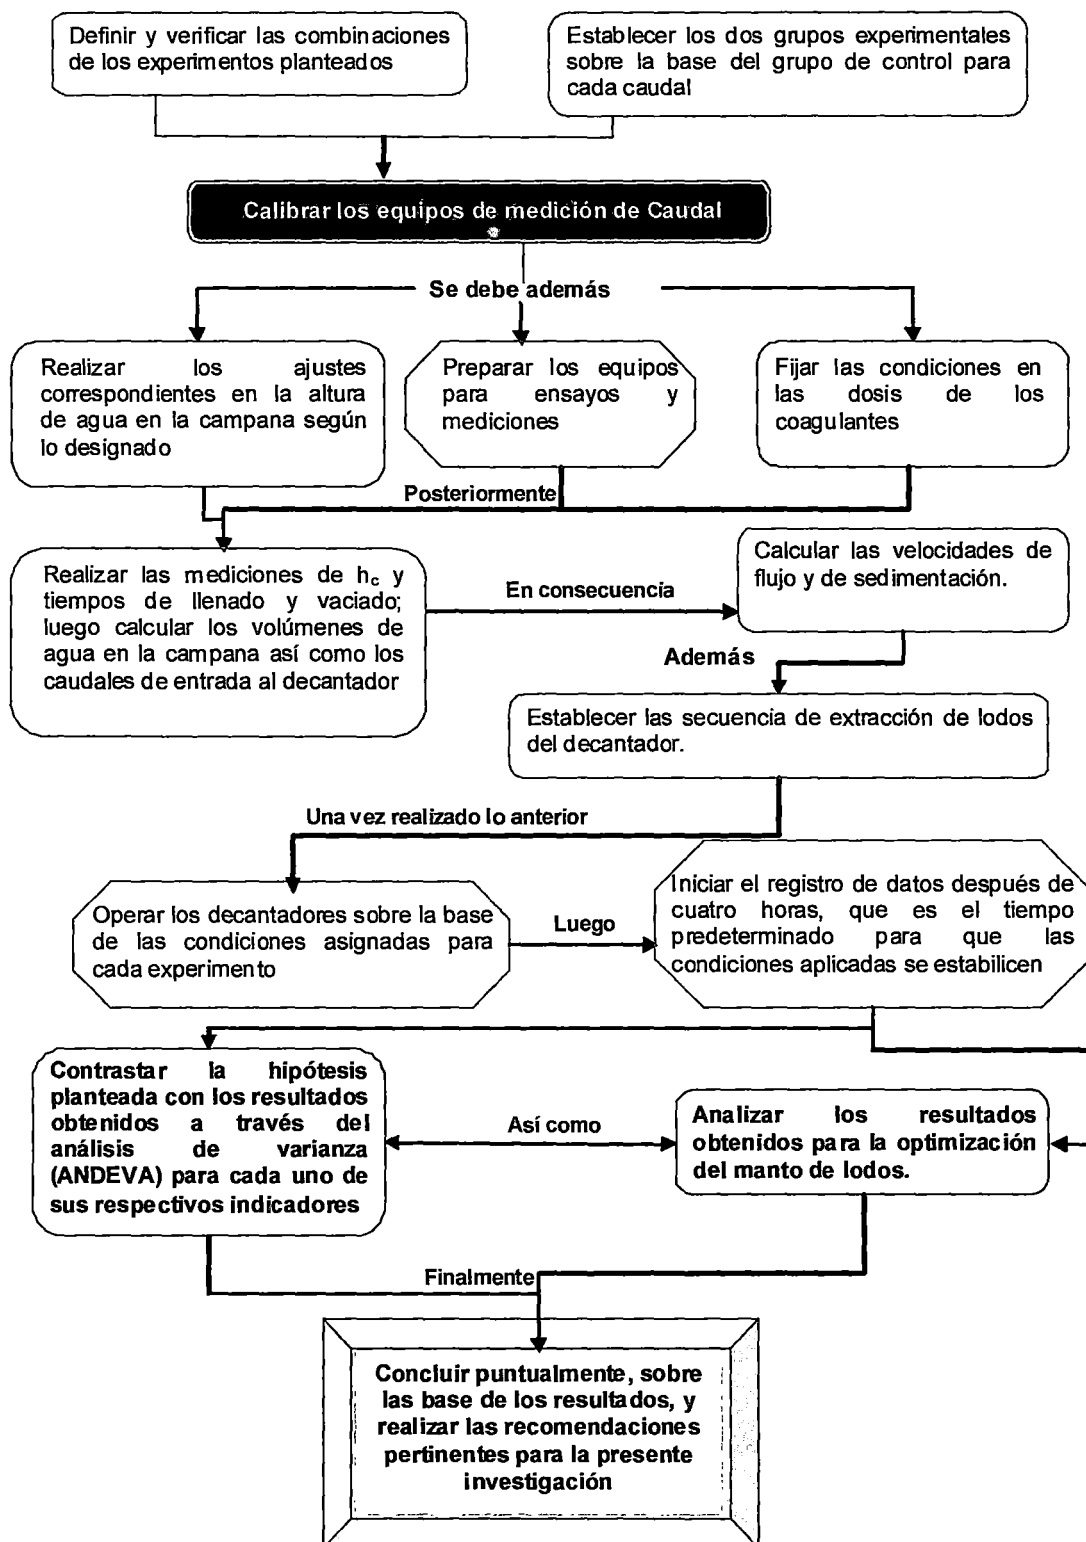 Definir y verificar las combinaciones
de los experimentos planteados
Establecer los dos grupos experimentales
sobre la base del grupo de control para
cada caudal
Calibrar los equipos de medición de Caudal
Se debe además
Realizar los ajustes
correspondientes en la altura
de agua en la campana según
lo designado
Preparar los equipos
para ensayos y
mediciones
Fijar las condiciones en
las dosis de los
coagulantes
Posteriormente
Realizar las mediciones de hc y
tiempos de llenado y vaciado;
luego calcular los volúmenes de
agua en la campana así como los
caudales de entrada al decantador
En consecuencia
Calcular las velocidades de
flujo y de sedimentación.
Además
Establecer las secuencia de extracción de lodos
del decantador.
Una vez realizado lo anterior
Operar los decantadores sobre la base
de las condiciones asignadas para
cada experimento
Luego
Iniciar el registro de datos después de
cuatro horas, que es el tiempo
predeterminado para que las
condiciones aplicadas se estabilicen
Contrastar la hipótesis
planteada con los resultados
obtenidos a través del
análisis de varianza
(ANDEVA) para cada uno de
sus respectivos indicadores
Así como
Analizar los resultados
obtenidos para la optimización
del manto de lodos.
Finalmente
Concluir puntualmente, sobre
las base de los resultados, y
realizar las recomendaciones
pertinentes para la presente
investigación